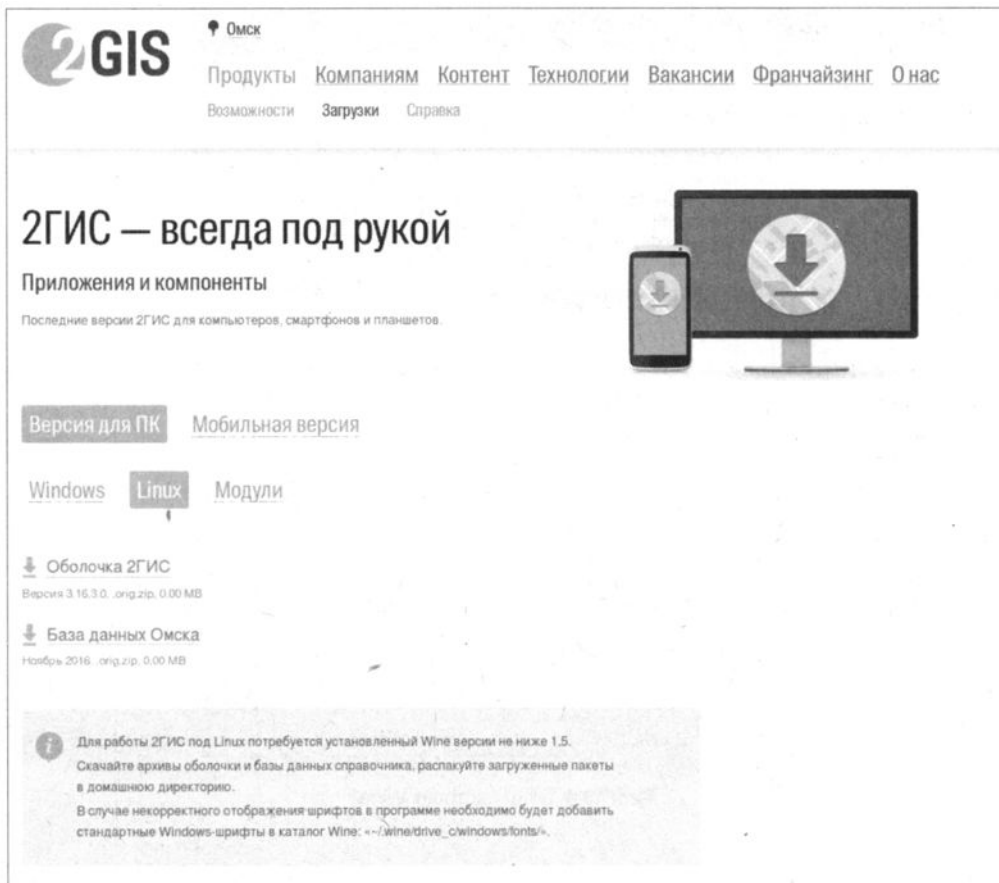 2GIS
Омск
Продукты Компаниям Контент Технологии Вакансии Франчайзинг О нас
Возможности Загрузки Справка
2ГИС — всегда под рукой
Приложения и компоненты
Последние версии 2ГИС для компьютеров, смартфонов и планшетов.
Версия для ПК Мобильная версия
Windows Linux Модули
Оболочка 2ГИС
Версия 3.16.3.0, .orig.zip, 0.00 MB
База данных Омска
Ноябрь 2016, .orig.zip, 0.00 MB
Для работы 2ГИС под Linux потребуется установленный Wine версии не ниже 1.5.
Скачайте архивы оболочки и базы данных справочника, распакуйте загруженные пакеты
в домашнюю директорию.
В случае некорректного отображения шрифтов в программе необходимо будет добавить
стандартные Windows-шрифты в каталог Wine: «~/.wine/drive_c/windows/fonts/».